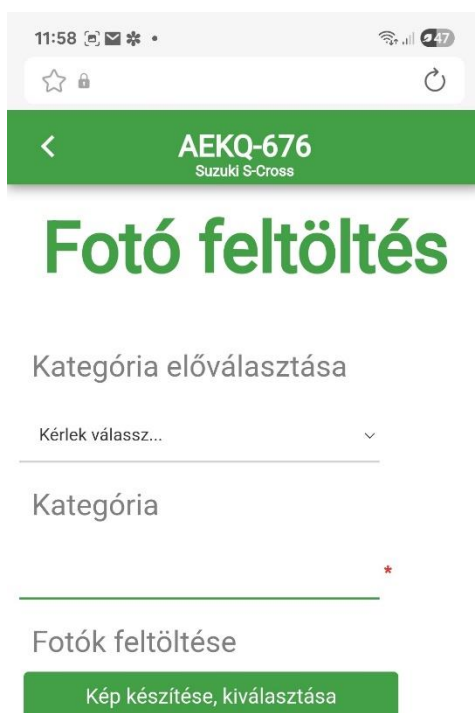 11:58
47
AEKQ-676
Suzuki S-Cross
Fotó feltöltés
Kategória előválasztása
Kérlek válassz...
Kategória
*
Fotók feltöltése
Kép készítése, kiválasztása